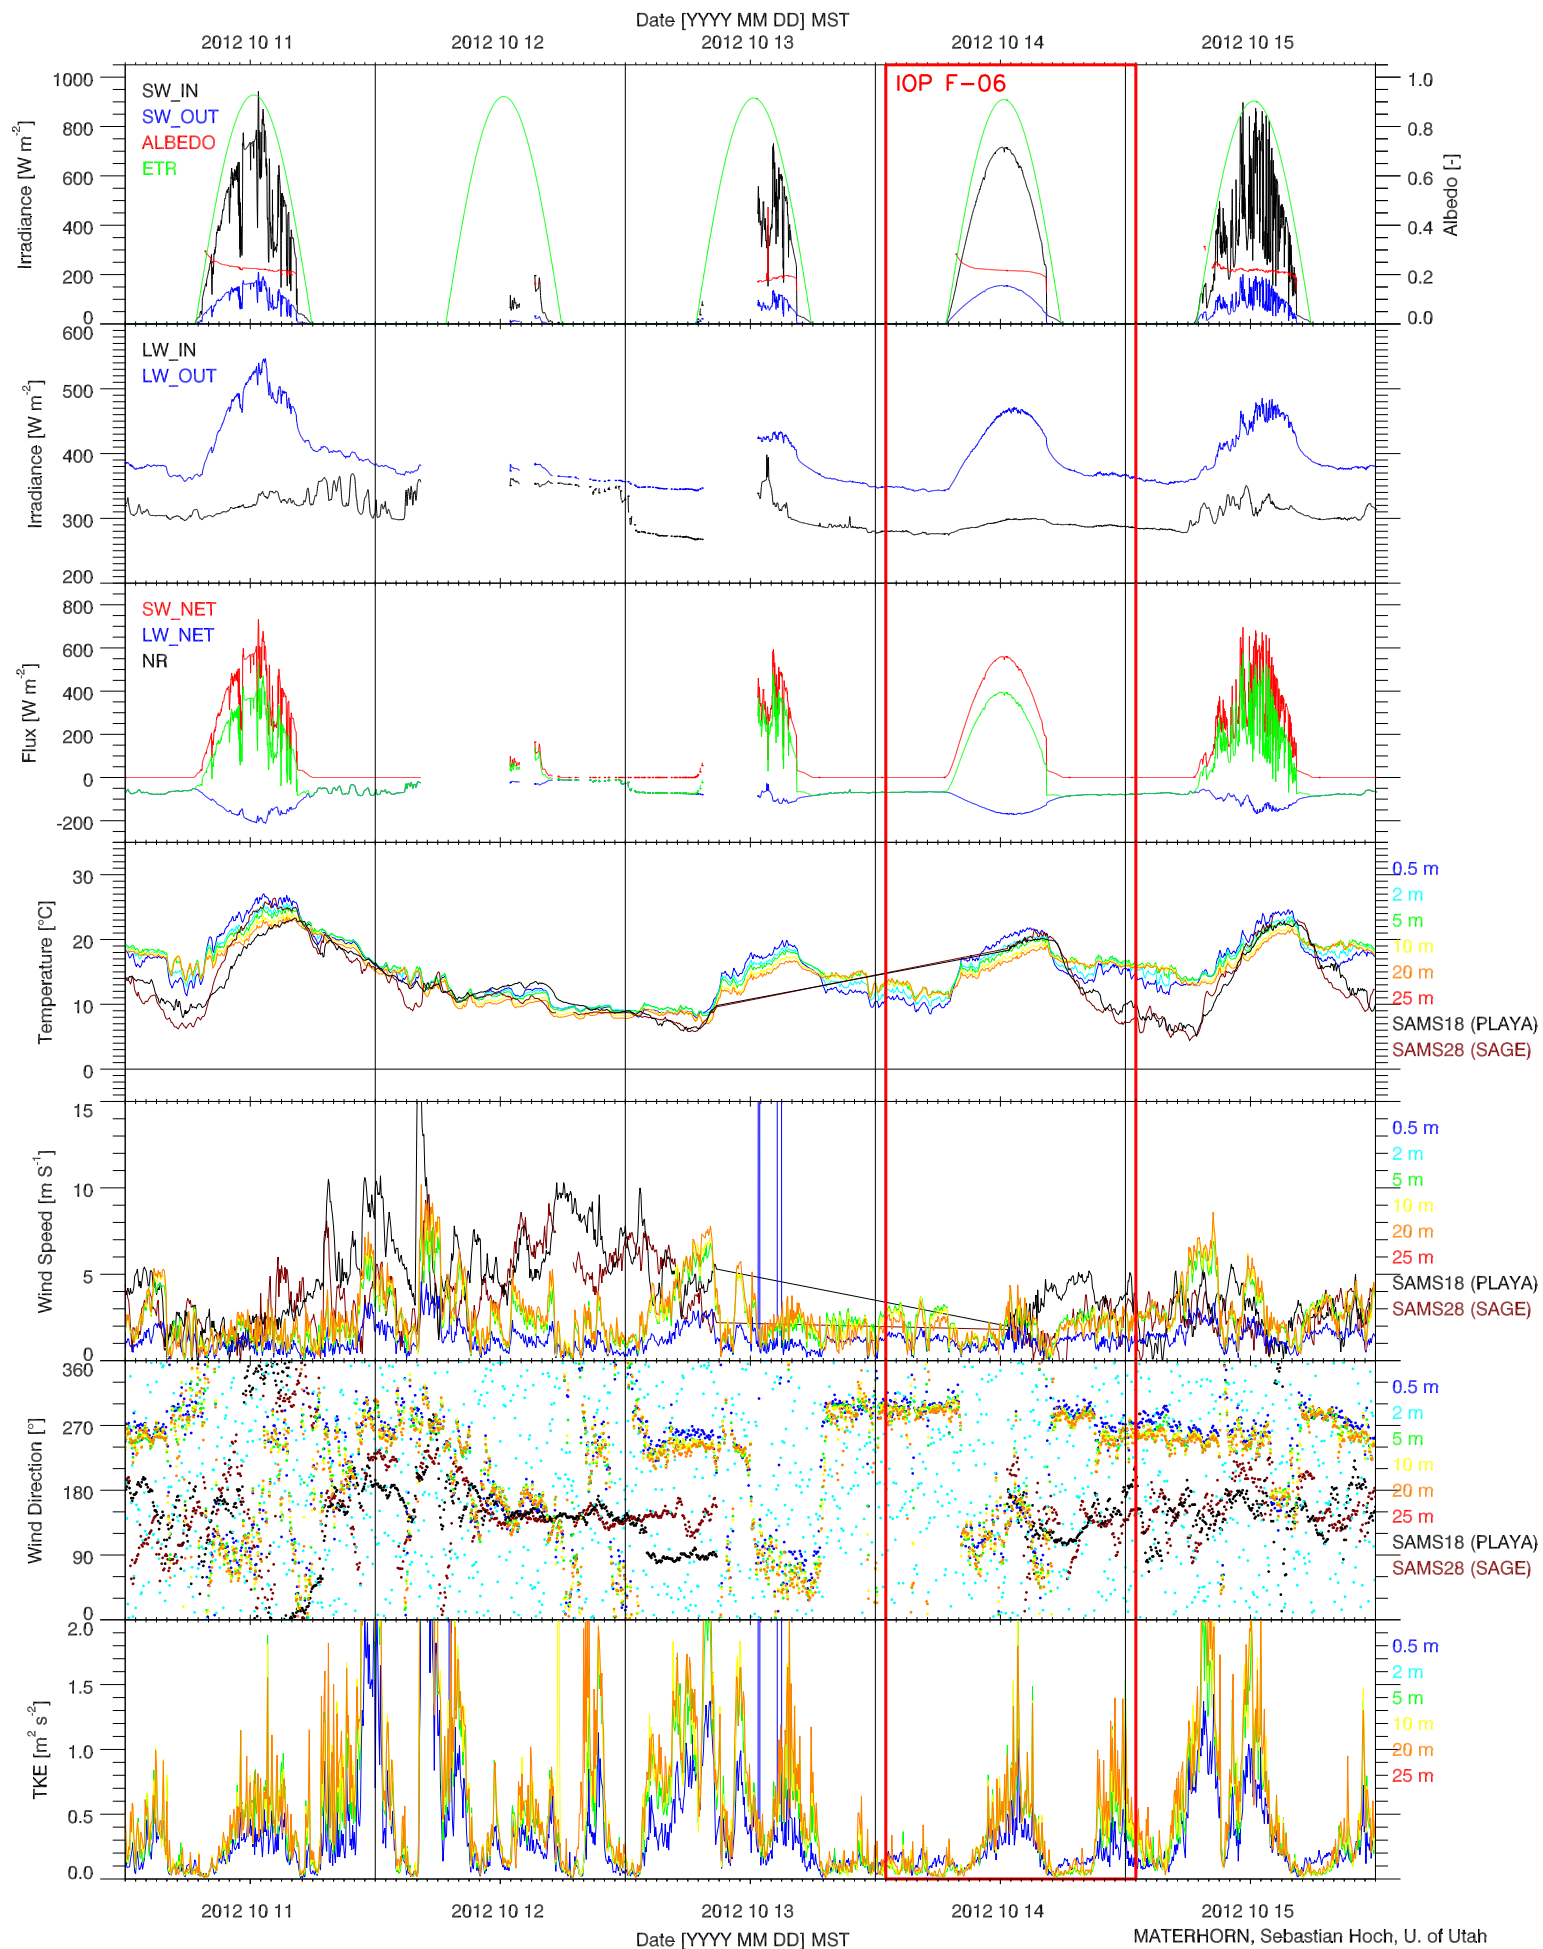 Date [YYYY MM DD] MST
2012 10 11 2012 10 12 2012 10 13 2012 10 14 2012 10 15
IOP F-06
SW_IN
SW_OUT
ALBEDO
ETR
Irradiance [W m-2]
1000
800
600
400
200
0
Albedo [-]
1.0
0.8
0.6
0.4
0.2
0.0
LW_IN
LW_OUT
Irradiance [W m-2]
600
500
400
300
200
SW_NET
LW_NET
NR
Flux [W m-2]
800
600
400
200
0
-200
Temperature [°C]
30
20
10
0
0.5 m
2 m
5 m
10 m
20 m
25 m
SAMS18 (PLAYA)
SAMS28 (SAGE)
Wind Speed [m S-1]
15
10
5
0
0.5 m
2 m
5 m
10 m
20 m
25 m
SAMS18 (PLAYA)
SAMS28 (SAGE)
Wind Direction [°]
360
270
180
90
0
0.5 m
2 m
5 m
10 m
20 m
25 m
SAMS18 (PLAYA)
SAMS28 (SAGE)
TKE [m2 s-2]
2.0
1.5
1.0
0.5
0.0
0.5 m
2 m
5 m
10 m
20 m
25 m
2012 10 11 2012 10 12 2012 10 13 2012 10 14 2012 10 15
Date [YYYY MM DD] MST
MATERHORN, Sebastian Hoch, U. of Utah